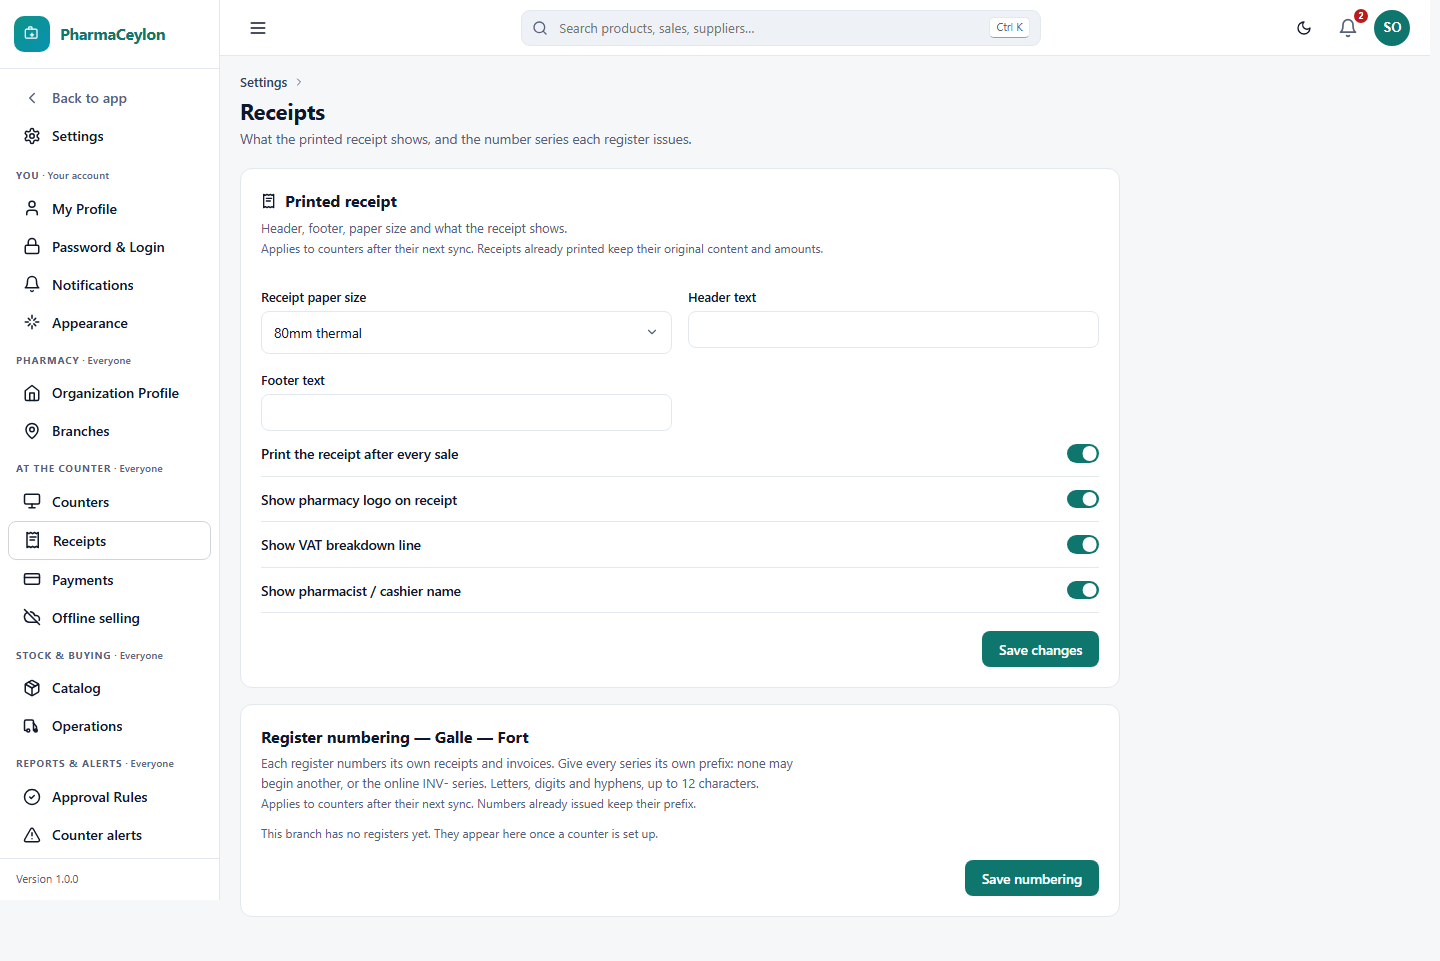 PharmaCeylon
Search products, sales, suppliers...
Ctrl K
2
SO
Back to app
Settings
YOU · Your account
My Profile
Password & Login
Notifications
Appearance
PHARMACY · Everyone
Organization Profile
Branches
AT THE COUNTER · Everyone
Counters
Receipts
Payments
Offline selling
STOCK & BUYING · Everyone
Catalog
Operations
REPORTS & ALERTS · Everyone
Approval Rules
Counter alerts
Version 1.0.0
Settings
Receipts
What the printed receipt shows, and the number series each register issues.
Printed receipt
Header, footer, paper size and what the receipt shows.
Applies to counters after their next sync. Receipts already printed keep their original content and amounts.
Receipt paper size
Header text
80mm thermal
Footer text
Print the receipt after every sale
Show pharmacy logo on receipt
Show VAT breakdown line
Show pharmacist / cashier name
Save changes
Register numbering — Galle — Fort
Each register numbers its own receipts and invoices. Give every series its own prefix: none may
begin another, or the online INV- series. Letters, digits and hyphens, up to 12 characters.
Applies to counters after their next sync. Numbers already issued keep their prefix.
This branch has no registers yet. They appear here once a counter is set up.
Save numbering